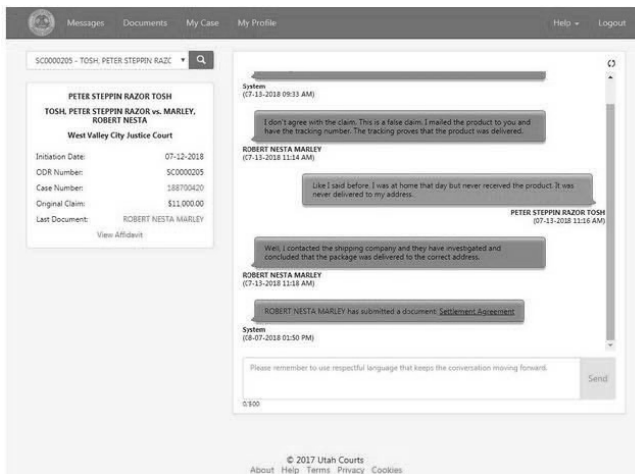 Messages Documents My Case My Profile Help Logout
SC0000205 - TOSH, PETER STEPPIN RAZC
PETER STEPPIN RAZOR TOSH
TOSH, PETER STEPPIN RAZOR vs. MARLEY,
ROBERT NESTA
West Valley City Justice Court
Initiation Date: 07-12-2018
ODR Number: SC0000205
Case Number: 188700420
Original Claim: $11,000.00
Last Document: ROBERT NESTA MARLEY
View Affidavit
System
(07-13-2018 09:33 AM)
I don't agree with the claim. This is a false claim. I mailed the product to you and
have the tracking number. The tracking proves that the product was delivered.
ROBERT NESTA MARLEY
(07-13-2018 11:14 AM)
Like I said before. I was at home that day but never received the product. It was
never delivered to my address.
PETER STEPPIN RAZOR TOSH
(07-13-2018 11:16 AM)
Well, I contacted the shipping company and they have investigated and
concluded that the package was delivered to the correct address.
ROBERT NESTA MARLEY
(07-13-2018 11:18 AM)
ROBERT NESTA MARLEY has submitted a document: Settlement Agreement
System
(08-07-2018 01:50 PM)
Please remember to use respectful language that keeps the conversation moving forward.
Send
0/500
© 2017 Utah Courts
About Help Terms Privacy Cookies